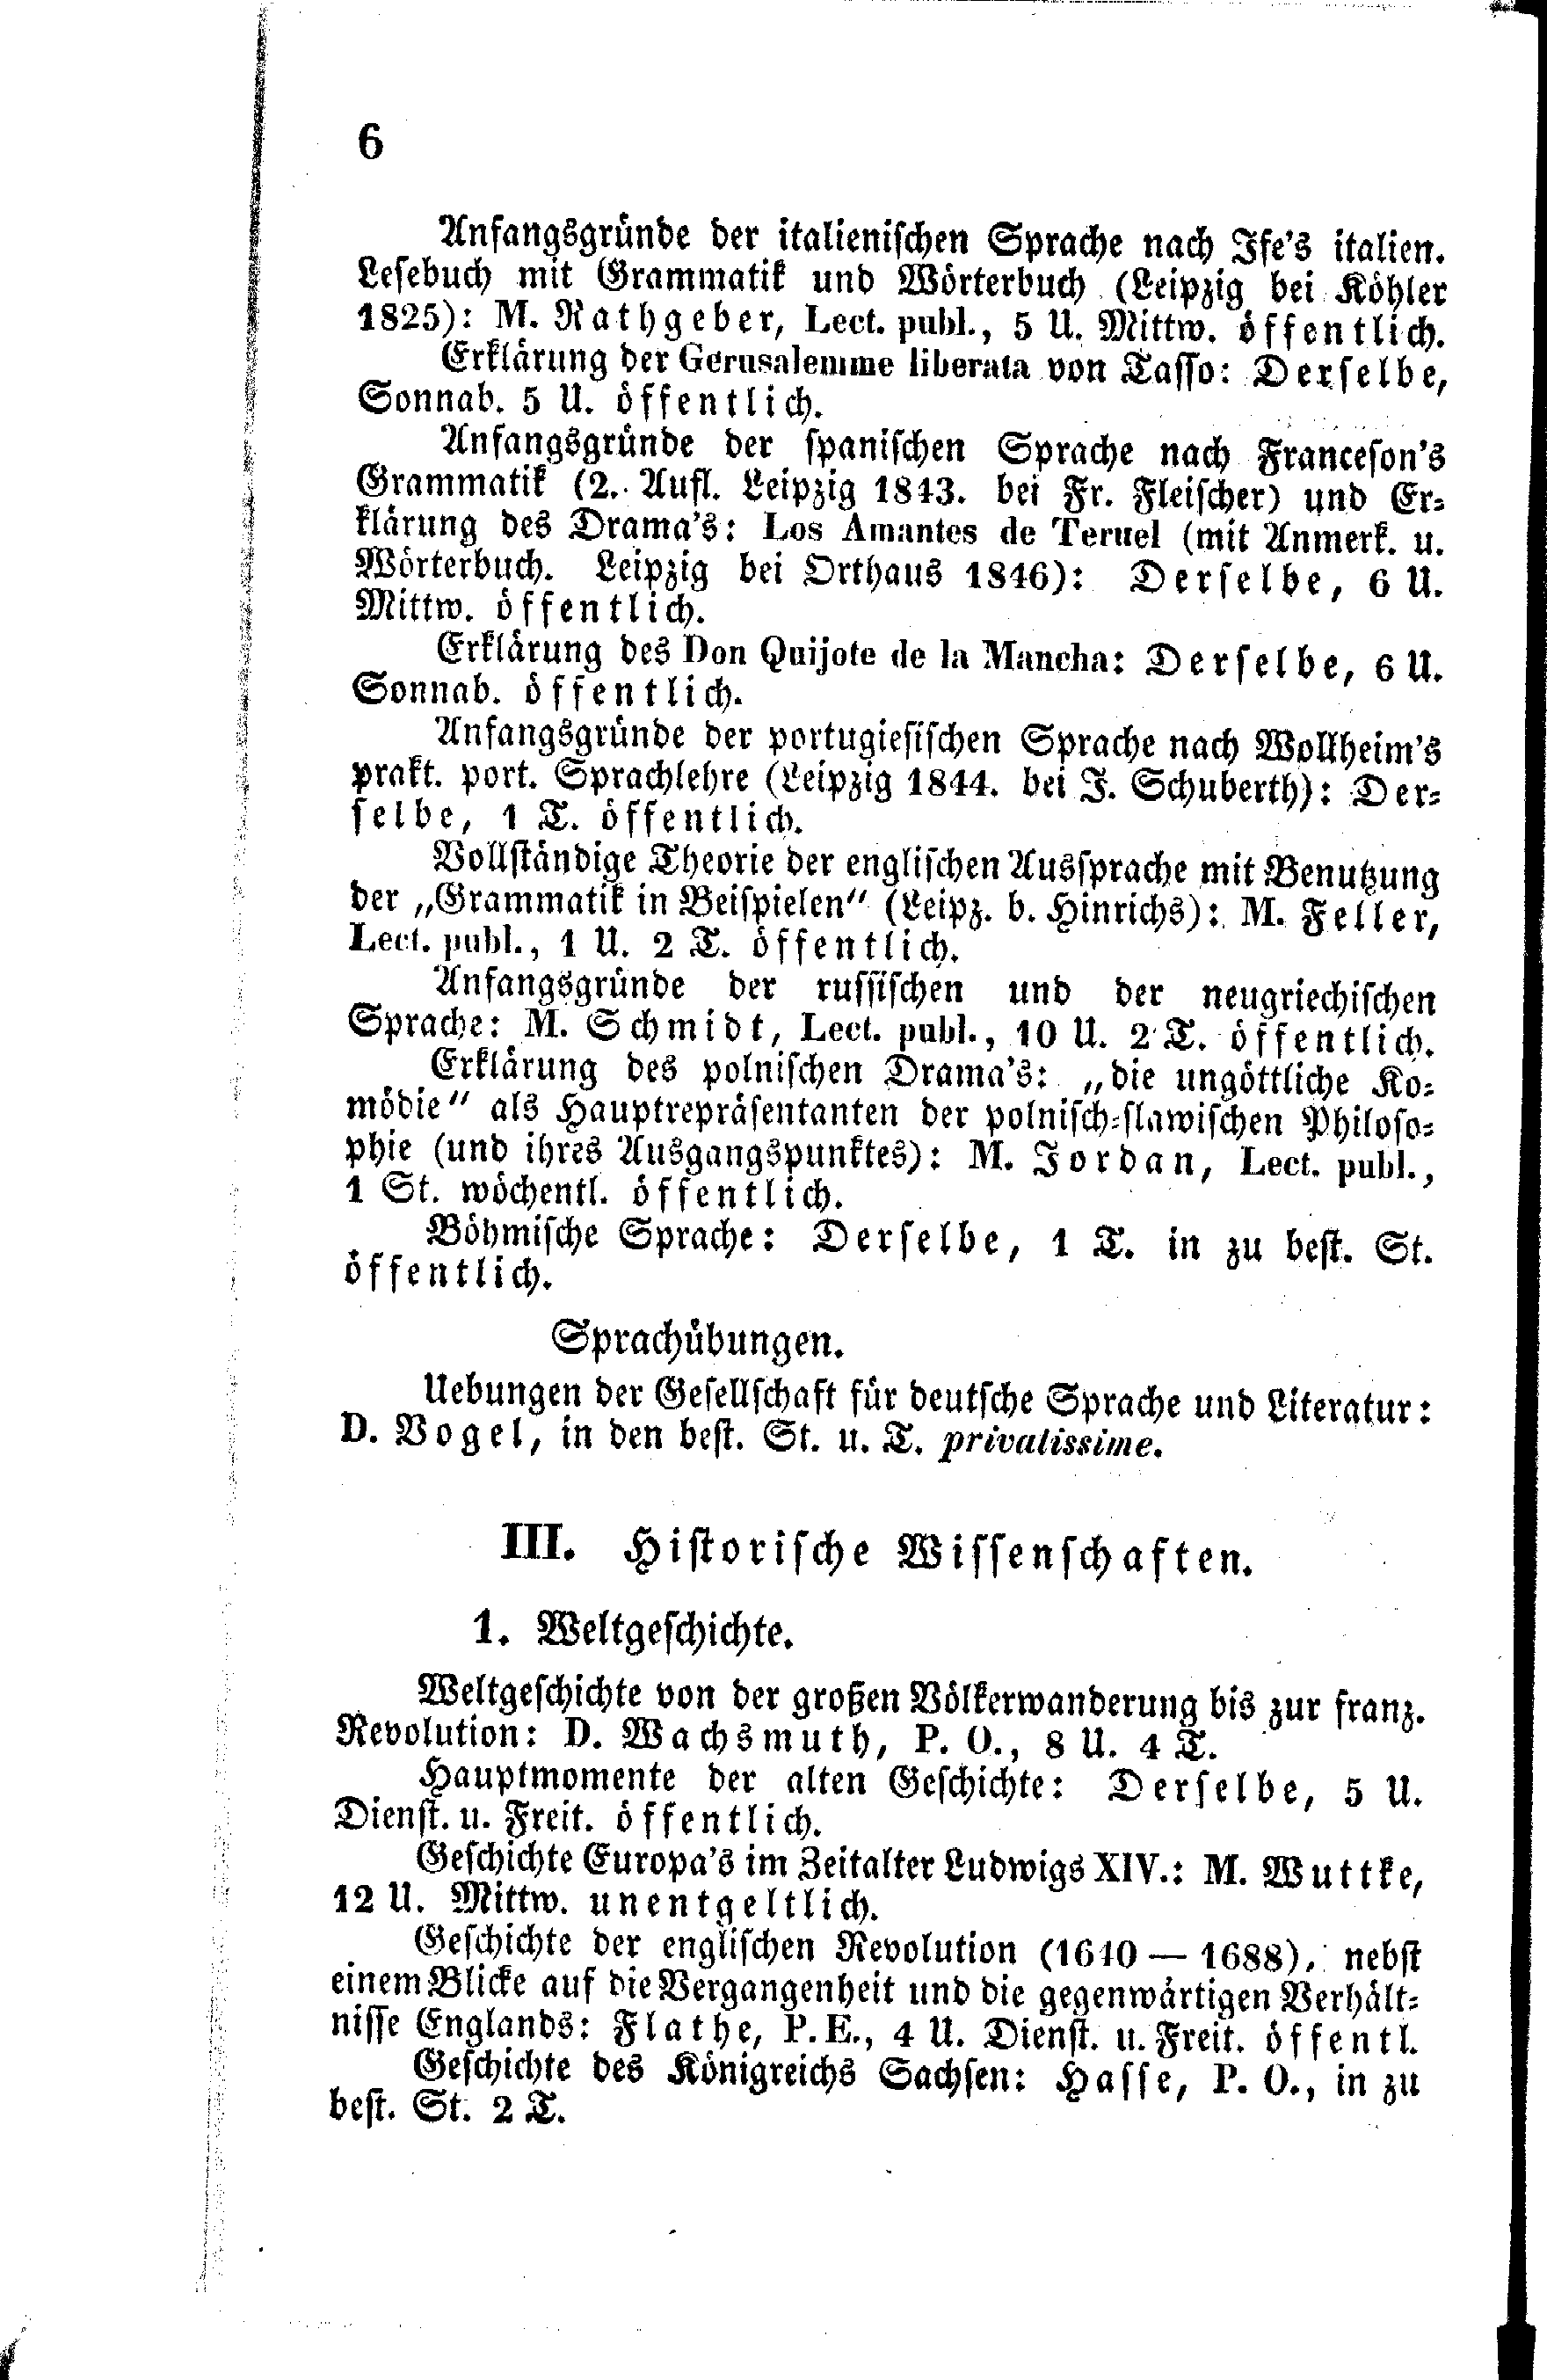 6
Anfangsgründe der italienischen Sprache nach Ife's italien.
Lesebuch mit Grammatik und Wörterbuch (Leipzig bei Köhler
1825): M. Rathgeber, Lect. publ., 5 U. Mittw. öffentlich.
Erklärung der Gerusalemme liberata von Tasso: Derselbe,
Sonnab. 5 U. öffentlich.
Anfangsgründe der spanischen Sprache nach Franceson's
Grammatik (2. Aufl. Leipzig 1843. bei Fr. Fleischer) und Er-
klärung des Drama's: Los Amantes de Teruel (mit Anmerk. u.
Wörterbuch. Leipzig bei Orthaus 1846): Derselbe, 6 U.
Mittw. öffentlich.
Erklärung des Don Quijote de la Mancha: Derselbe, 6 U.
Sonnab. öffentlich.
Anfangsgründe der portugiesischen Sprache nach Wollheim's
prakt. port. Sprachlehre (Leipzig 1844. bei J. Schuberth): Der-
selbe, 1 T. öffentlich.
Vollständige Theorie der englischen Aussprache mit Benutzung
der „Grammatik in Beispielen" (Leipz. b. Hinrichs): M. Feller,
Lect. publ., 1 U. 2 T. öffentlich.
Anfangsgründe der russischen und der neugriechischen
Sprache: M. Schmidt, Lect. publ., 10 U. 2 T. öffentlich.
Erklärung des polnischen Drama's: „die ungöttliche Ko-
mödie" als Hauptrepräsentanten der polnisch-slawischen Philoso-
phie (und ihres Ausgangspunktes): M. Jordan, Lect. publ.,
1 St. wöchentl. öffentlich.
Böhmische Sprache: Derselbe, 1 T. in zu best. St.
öffentlich.
Sprachübungen.
Uebungen der Gesellschaft für deutsche Sprache und Literatur:
D. Vogel, in den best. St. u. T. privatissime.
III. Historische Wissenschaften.
1. Weltgeschichte.
Weltgeschichte von der großen Völkerwanderung bis zur franz.
Revolution: D. Wachsmuth, P. O., 8 U. 4 T.
Hauptmomente der alten Geschichte: Derselbe, 5 U.
Dienst. u. Freit. öffentlich.
Geschichte Europa's im Zeitalter Ludwigs XIV.: M. Wuttke,
12 U. Mittw. unentgeltlich.
Geschichte der englischen Revolution (1640 — 1688), nebst
einem Blicke auf die Vergangenheit und die gegenwärtigen Verhält-
nisse Englands: Flathe, P. E., 4 U. Dienst. u. Freit. öffentl.
Geschichte des Königreichs Sachsen: Hasse, P. O., in zu
best. St. 2 T.